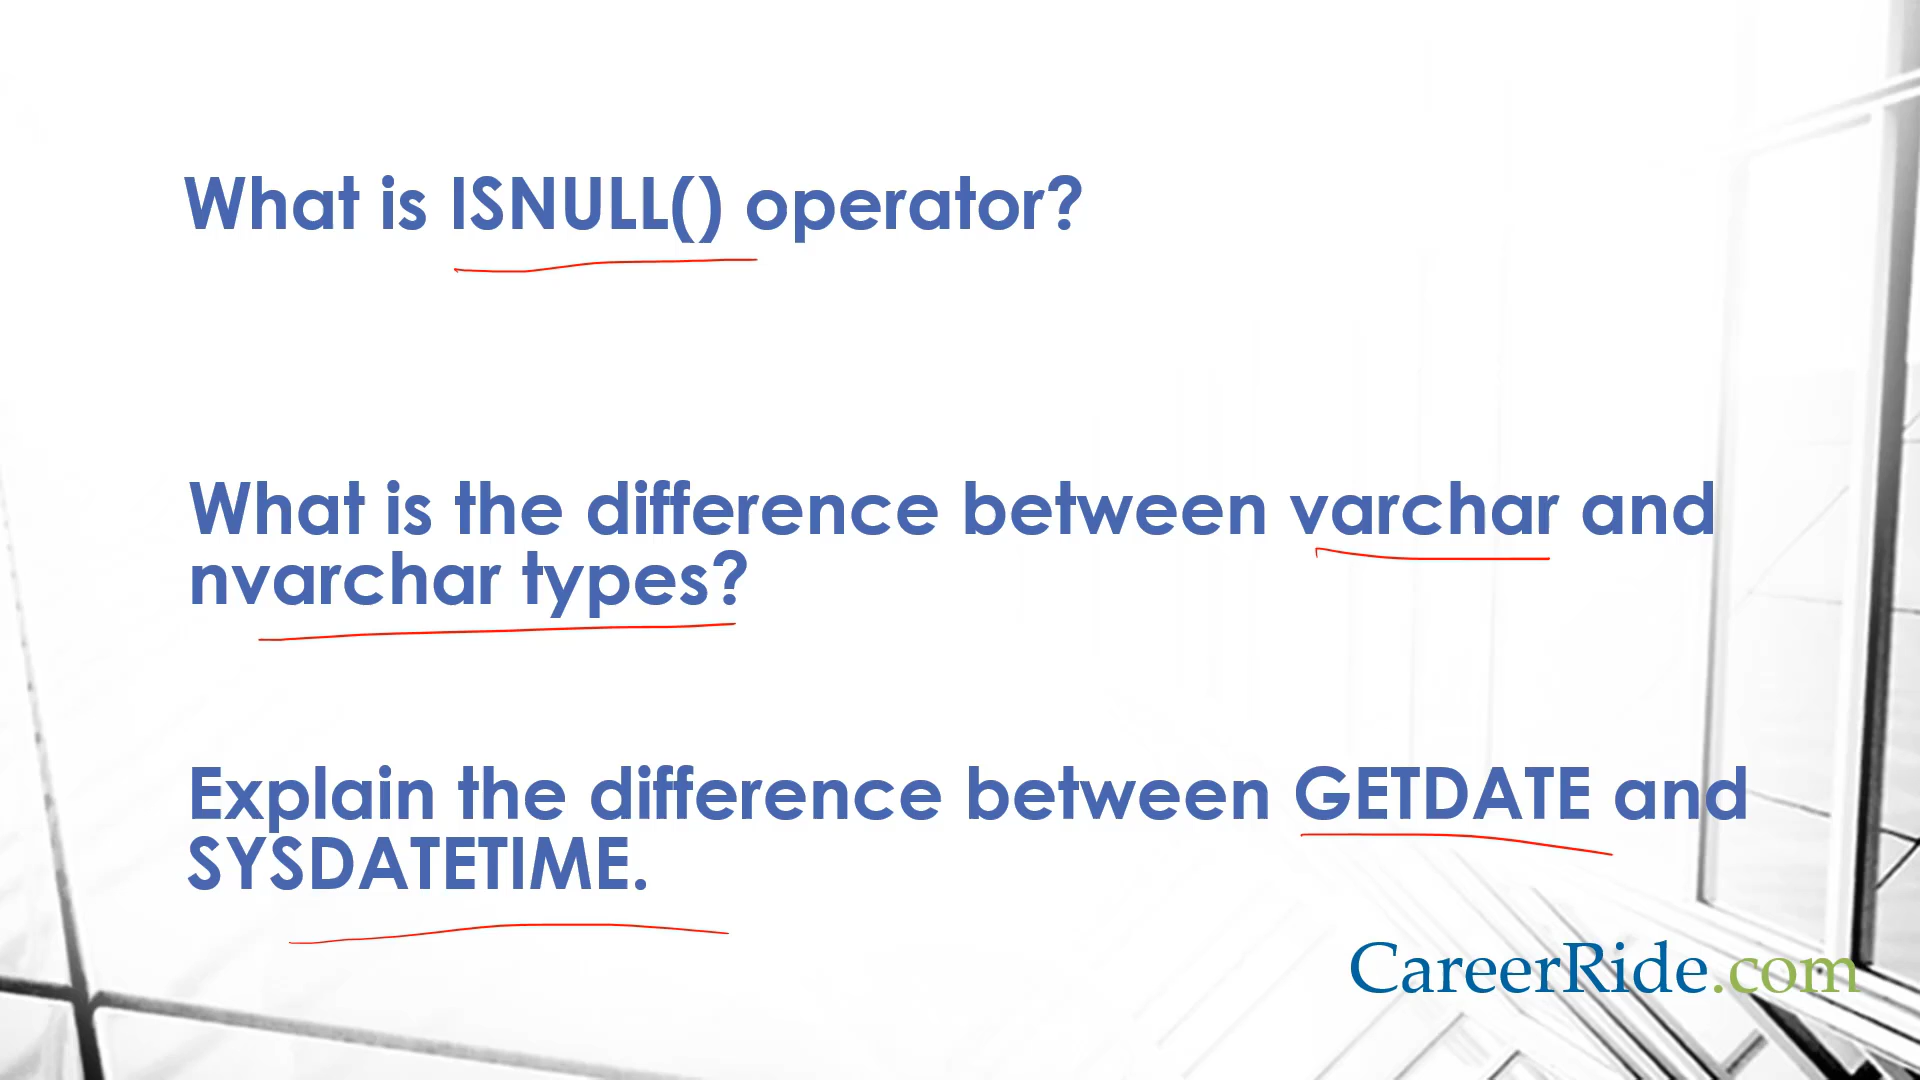 What is ISNULL() operator?
What is the difference between varchar and
nvarchar types?
Explain the difference between GETDATE and
SYSDATETIME.
CareerRide.com